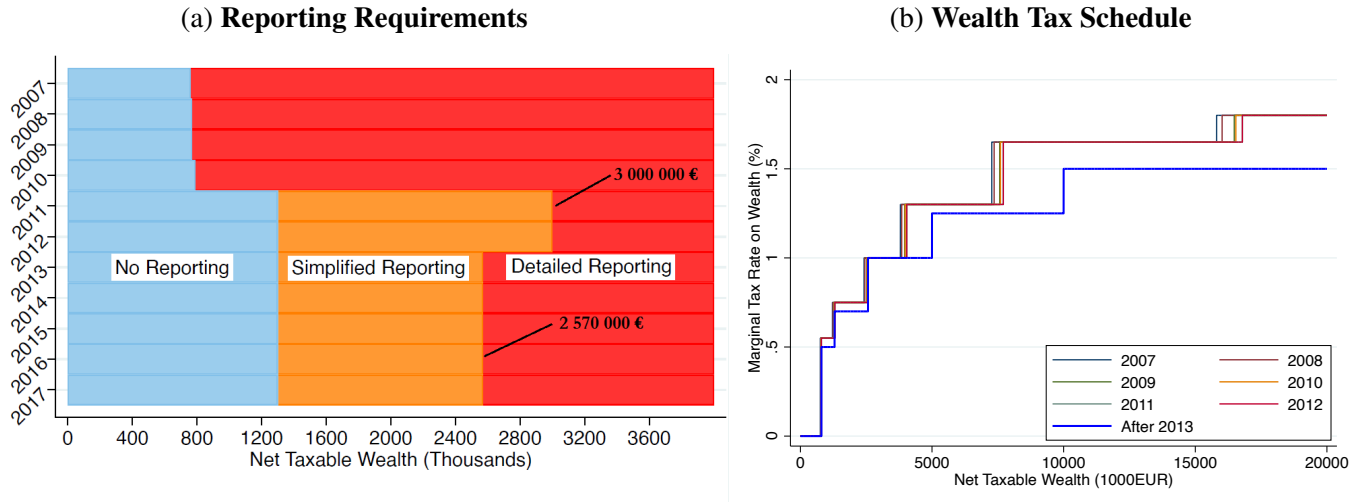 (a) Reporting Requirements
2007
2008
2009
2010
2011
2012
2013
2014
2015
2016
2017
3 000 000 €
No Reporting
Simplified Reporting
Detailed Reporting
2 570 000 €
0 400 800 1200 1600 2000 2400 2800 3200 3600
Net Taxable Wealth (Thousands)
(b) Wealth Tax Schedule
Marginal Tax Rate on Wealth (%)
2
1.5
1
.5
0
2007 2008
2009 2010
2011 2012
After 2013
0 5000 10000 15000 20000
Net Taxable Wealth (1000EUR)